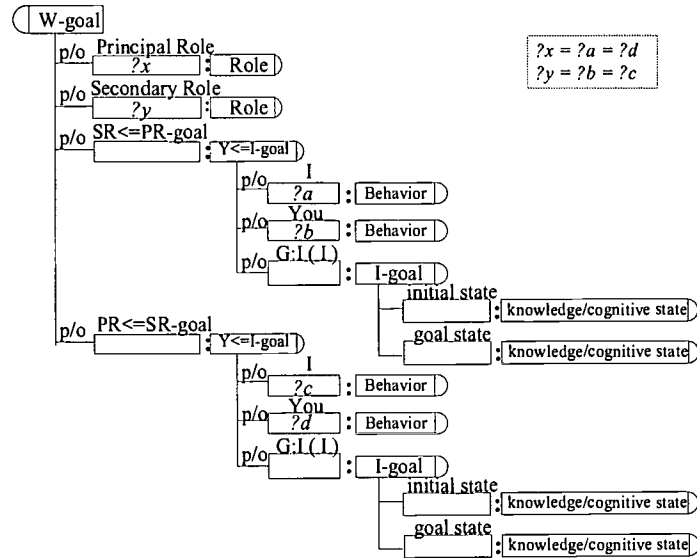 W-goal
p/o Principal Role
?x : Role
p/o Secondary Role
?y : Role
p/o SR<=PR-goal
: Y<=I-goal
p/o I
?a : Behavior
p/o You
?b : Behavior
p/o G:I(I)
: I-goal
initial state
: knowledge/cognitive state
goal state
: knowledge/cognitive state
p/o PR<=SR-goal
: Y<=I-goal
p/o I
?c : Behavior
p/o You
?d : Behavior
p/o G:I(I)
: I-goal
initial state
: knowledge/cognitive state
goal state
: knowledge/cognitive state
?x = ?a = ?d
?y = ?b = ?c